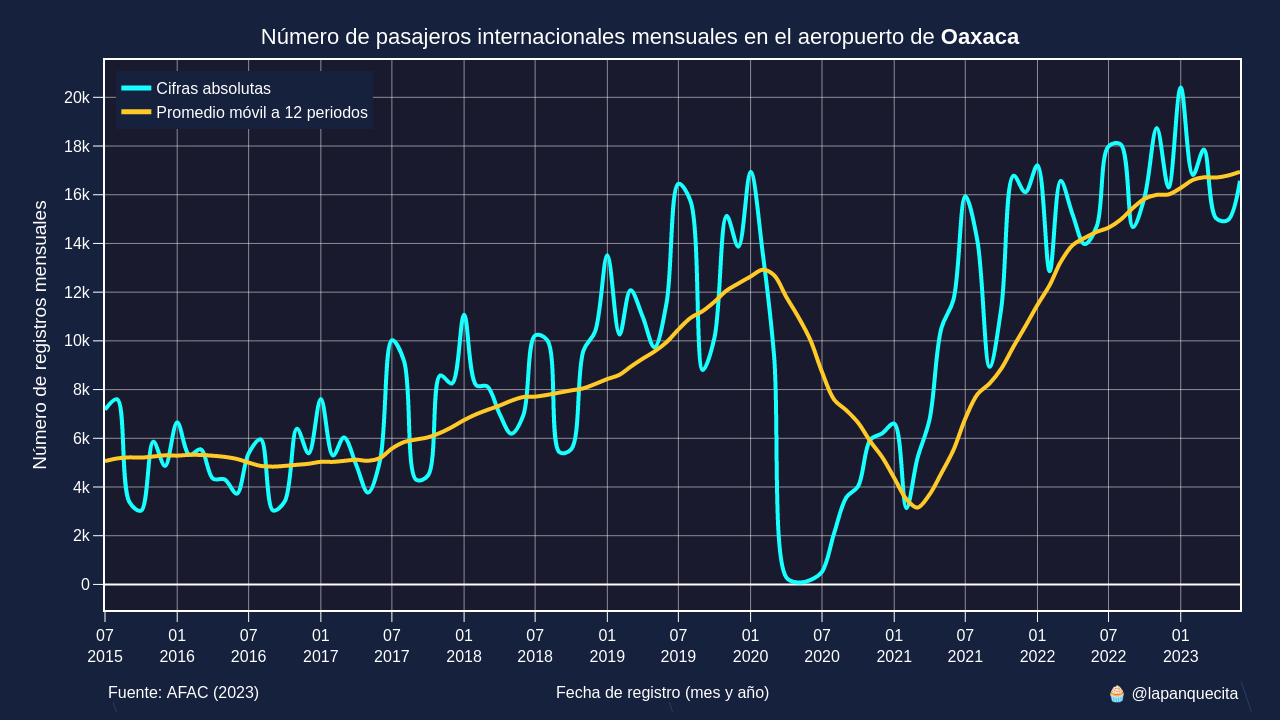 Número de pasajeros internacionales mensuales en el aeropuerto de Oaxaca
Cifras absolutas
Promedio móvil a 12 periodos
Número de registros mensuales
20k
18k
16k
14k
12k
10k
8k
6k
4k
2k
0
07 01 07 01 07 01 07 01 07 01 07 01 07 01 07 01
2015 2016 2016 2017 2017 2018 2018 2019 2019 2020 2020 2021 2021 2022 2022 2023
Fuente: AFAC (2023)
Fecha de registro (mes y año)
🧁 @lapanquecita